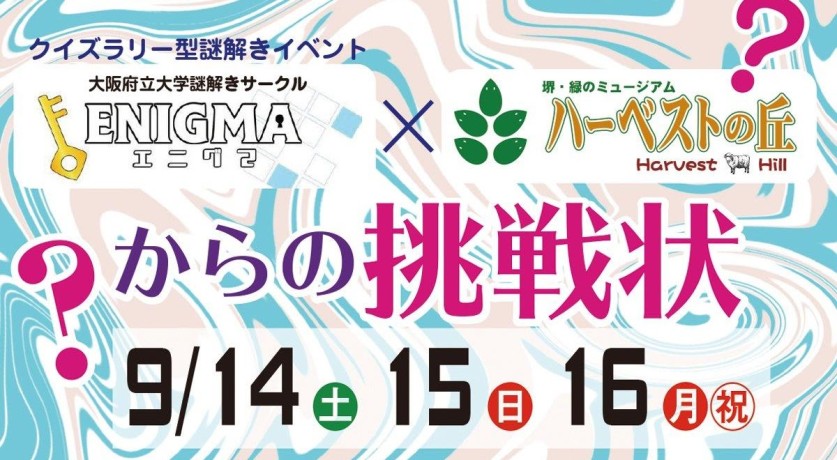 クイズラリー型謎解きイベント
大阪府立大学謎解きサークル
ENIGMA
エニグマ
×
堺・緑のミュージアム
ハーベストの丘
Harvest Hill
?
?
からの挑戦状
9/14土 15日 16月祝